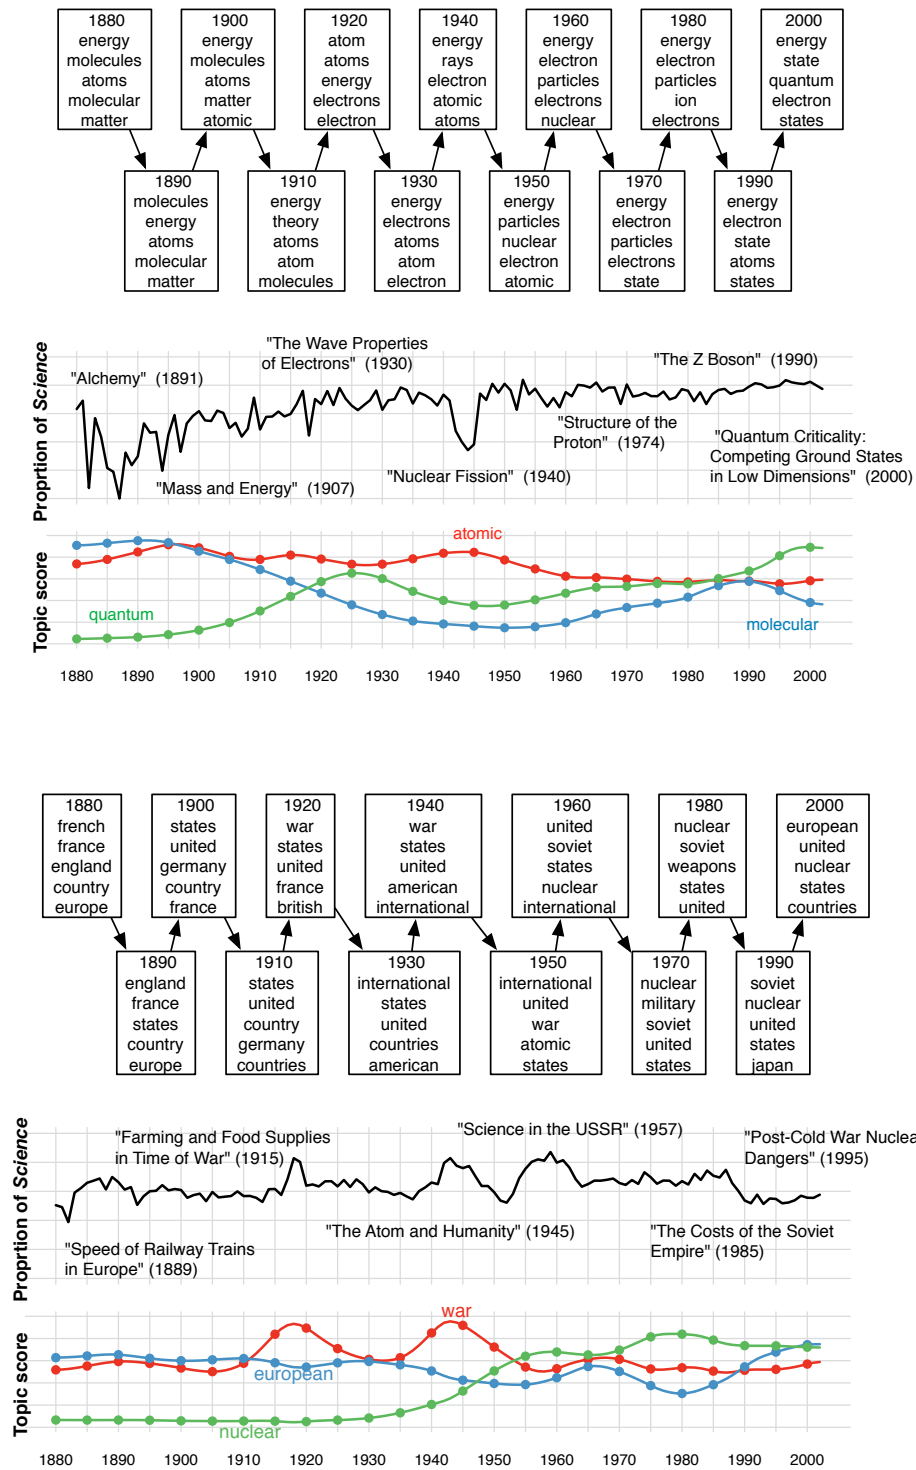 1880
energy
molecules
atoms
molecular
matter
1900
energy
molecules
atoms
matter
atomic
1920
atom
atoms
energy
electrons
electron
1940
energy
rays
electron
atomic
atoms
1960
energy
electron
particles
electrons
nuclear
1980
energy
electron
particles
ion
electrons
2000
energy
state
quantum
electron
states
1890
molecules
energy
atoms
molecular
matter
1910
energy
theory
atoms
atom
molecules
1930
energy
electrons
atoms
atom
electron
1950
energy
particles
nuclear
electron
atomic
1970
energy
electron
particles
electrons
state
1990
energy
electron
state
atoms
states
Proprtion of Science
"Alchemy" (1891)
"The Wave Properties
of Electrons" (1930)
"The Z Boson" (1990)
"Mass and Energy" (1907)
"Nuclear Fission" (1940)
"Structure of the
Proton" (1974)
"Quantum Criticality:
Competing Ground States
in Low Dimensions" (2000)
Topic score
atomic
quantum
molecular
1880 1890 1900 1910 1920 1930 1940 1950 1960 1970 1980 1990 2000
1880
french
france
england
country
europe
1900
states
united
germany
country
france
1920
war
states
united
france
british
1940
war
states
united
american
international
1960
united
soviet
states
nuclear
international
1980
nuclear
soviet
weapons
states
united
2000
european
united
nuclear
states
countries
1890
england
france
states
country
europe
1910
states
united
country
germany
countries
1930
international
states
united
countries
american
1950
international
united
war
atomic
states
1970
nuclear
military
soviet
united
states
1990
soviet
nuclear
united
states
japan
Proprtion of Science
"Farming and Food Supplies
in Time of War" (1915)
"Science in the USSR" (1957)
"Post-Cold War Nuclea
Dangers" (1995)
"Speed of Railway Trains
in Europe" (1889)
"The Atom and Humanity" (1945)
"The Costs of the Soviet
Empire" (1985)
Topic score
war
european
nuclear
1880 1890 1900 1910 1920 1930 1940 1950 1960 1970 1980 1990 2000